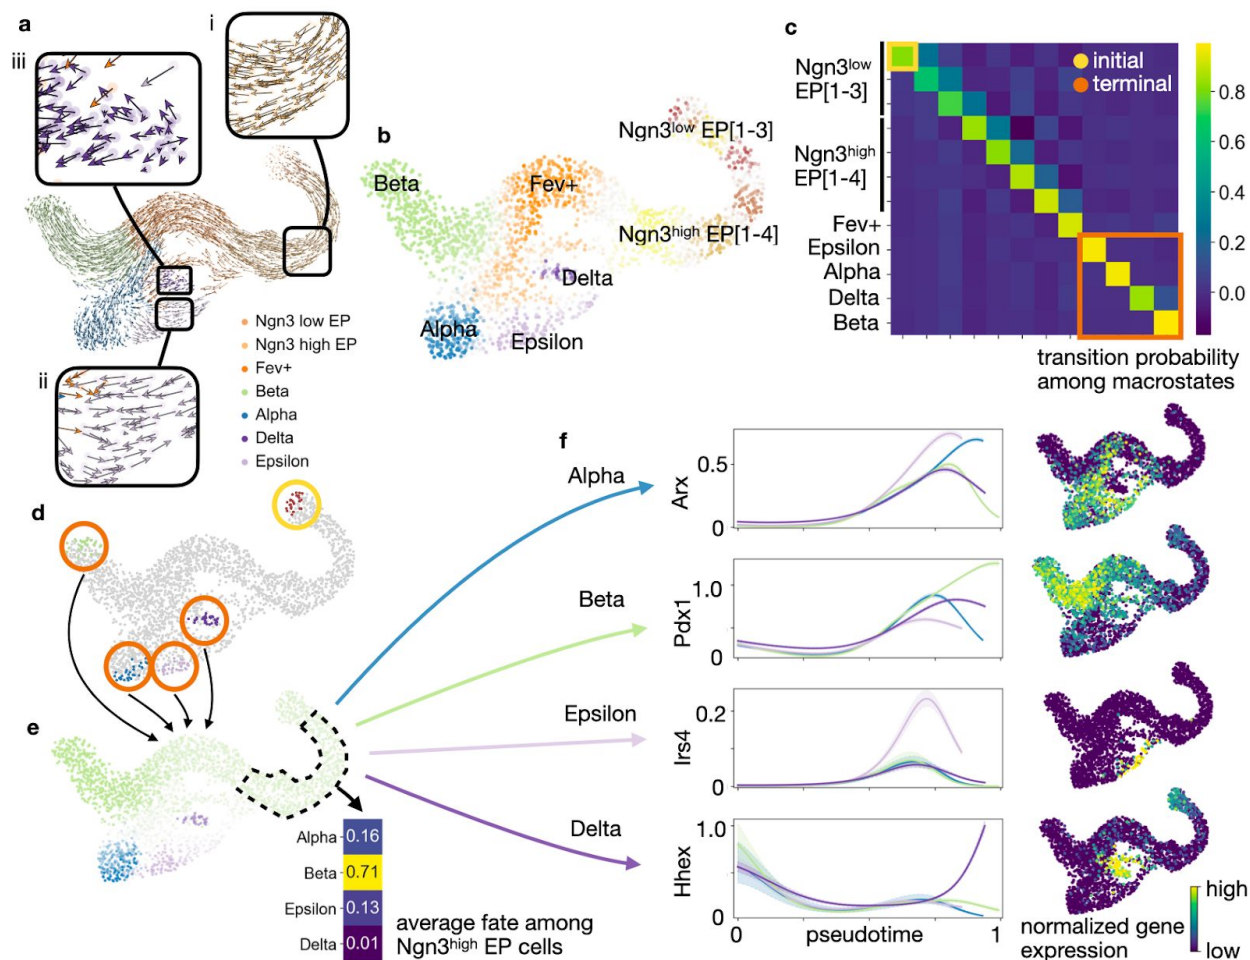 a
i
iii
ii
Ngn3 low EP
Ngn3 high EP
Fev+
Beta
Alpha
Delta
Epsilon
b
Ngn3low EP[1-3]
Beta
Fev+
Ngn3high EP[1-4]
Delta
Alpha
Epsilon
c
Ngn3low
EP[1-3]
Ngn3high
EP[1-4]
Fev+
Epsilon
Alpha
Delta
Beta
initial
terminal
0.8
0.6
0.4
0.2
0.0
transition probability
among macrostates
d
e
Alpha 0.16
Beta 0.71
Epsilon 0.13
Delta 0.01
average fate among
Ngn3high EP cells
f
Alpha
Beta
Epsilon
Delta
Arx
0.5
0
Pdx1
1.0
0
Irs4
0.2
0
Hhex
1.0
0
0 pseudotime 1
normalized gene
expression
high
low